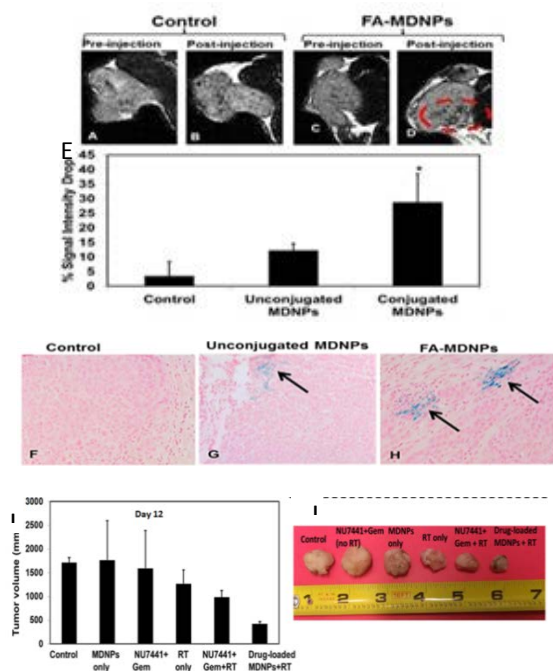 Control FA-MDNPs
Pre-injection Post-injection Pre-injection Post-injection
A B C D
E
% Signal Intensity Drop
45
40
35
30
25
20
15
10
5
0
Control Unconjugated MDNPs Conjugated MDNPs
*
Control Unconjugated MDNPs FA-MDNPs
F G H
I
Day 12
Tumor volume (mm
3000
2500
2000
1500
1000
500
0
Control MDNPs only NU7441+ Gem RT only NU7441+ Gem+RT Drug-loaded MDNPs+RT
Control NU7441+Gem (no RT) MDNPs only RT only NU7441+ Gem + RT Drug-loaded MDNPs + RT
1 2 3 4 5 6 7